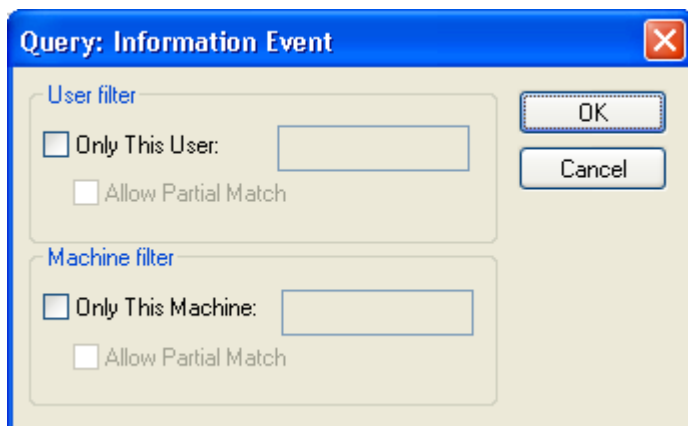 Query: Information Event
User filter
OK
Only This User:
Cancel
Allow Partial Match
Machine filter
Only This Machine:
Allow Partial Match